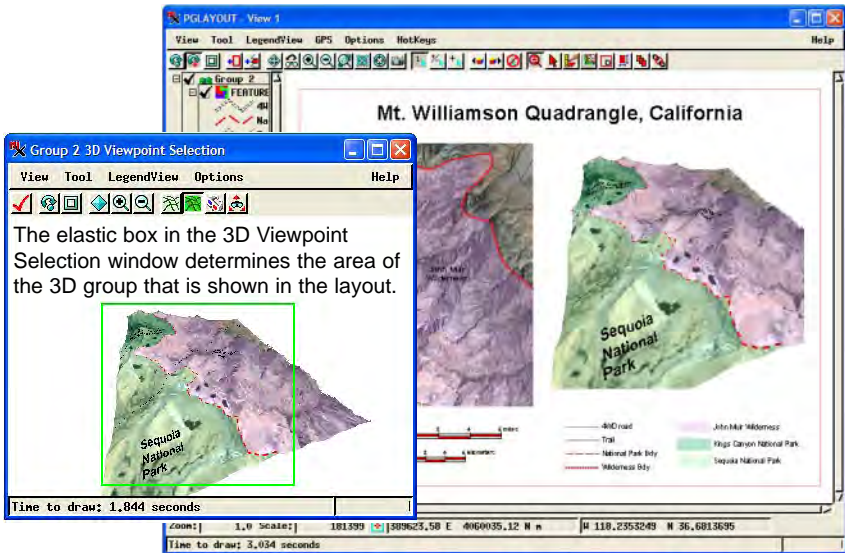 PGLAYOUT - View 1
View Tool LegendView GPS Options HotKeys Help
Group 2
FEATURE
4W
Na
Mt. Williamson Quadrangle, California
Group 2 3D Viewpoint Selection
View Tool LegendView Options Help
The elastic box in the 3D Viewpoint
Selection window determines the area of
the 3D group that is shown in the layout.
John Muir
Wilderness
Sequoia
National
Park
Sequoia
National
Park
4WD road
Trail
National Park Bdy
Wilderness Bdy
John Muir Wilderness
Kings Canyon National Park
Sequoia National Park
Time to draw: 1.844 seconds
Zoom: 1.0 Scale: 181399 389623.58 E 4060035.12 N m W 118.2353249 N 36.6813695
Time to draw: 3.034 seconds